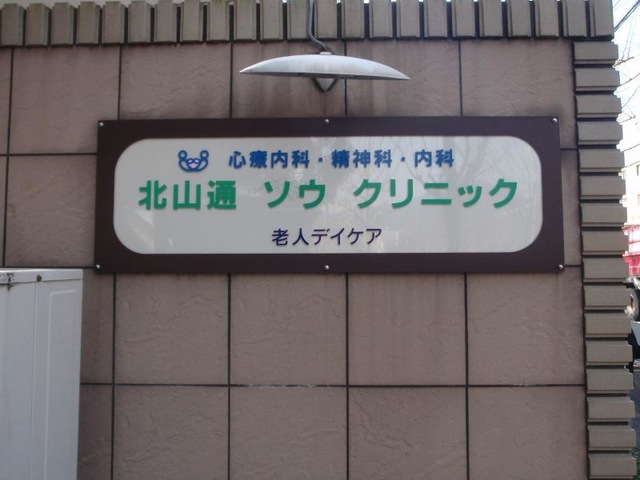 心療内科・精神科・内科
北山通 ソウ クリニック
老人デイケア